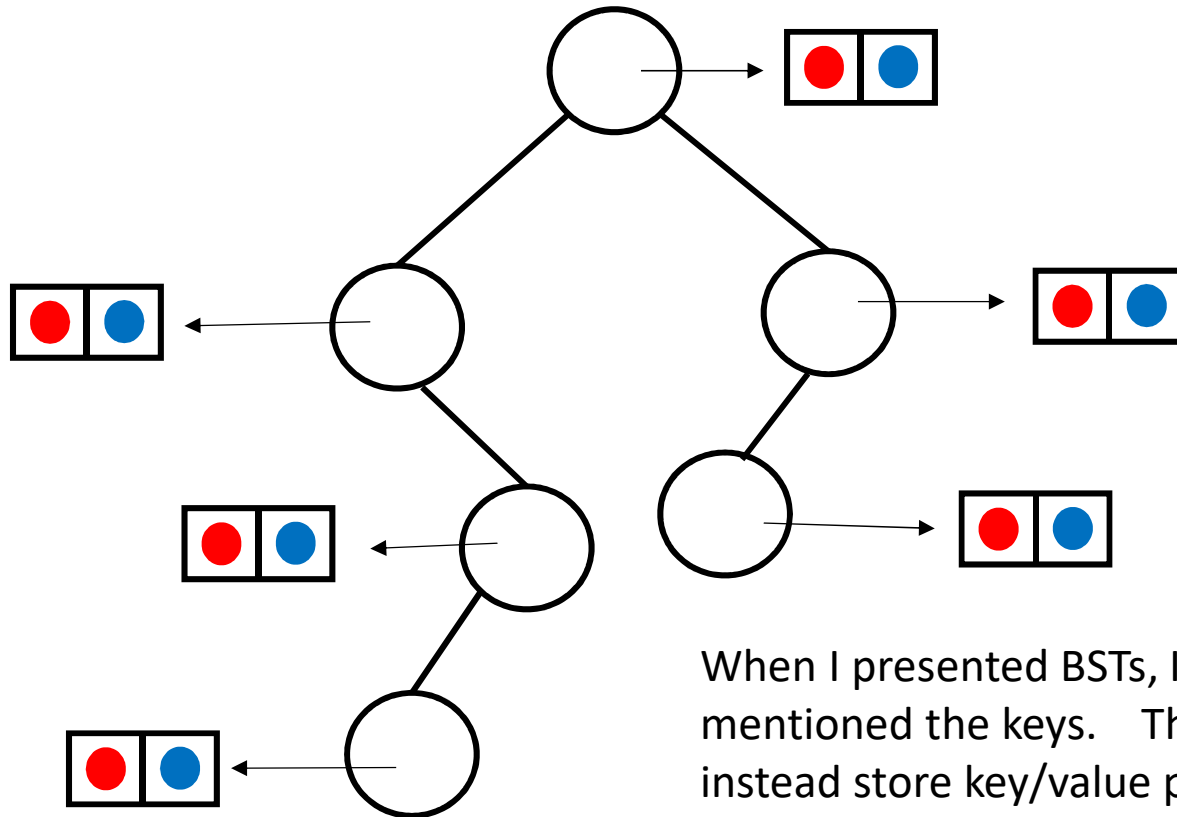 When I presented BSTs, I
mentioned the keys. Th
instead store key/value p